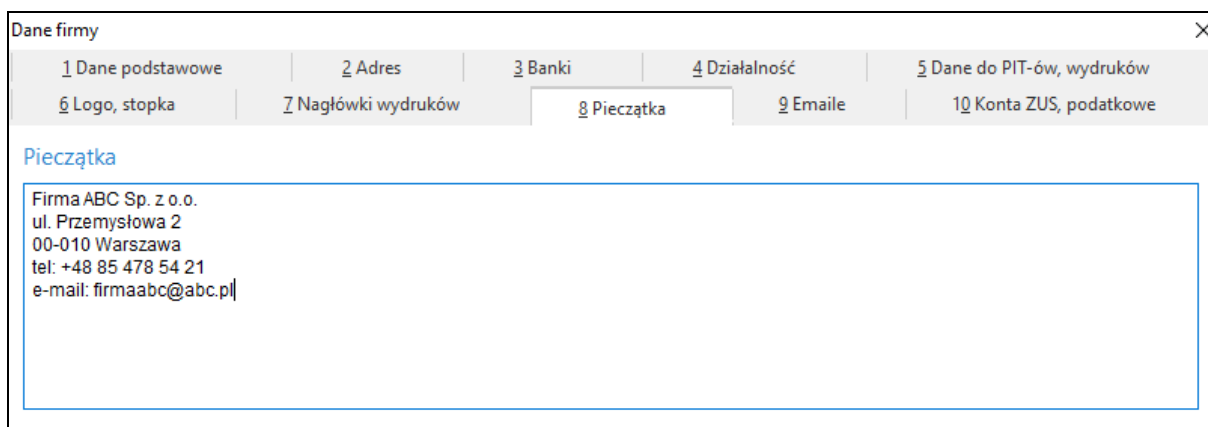 Dane firmy
1 Dane podstawowe 2 Adres 3 Banki 4 Działalność 5 Dane do PIT-ów, wydruków
6 Logo, stopka 7 Nagłówki wydruków 8 Pieczątka 9 Emaile 10 Konta ZUS, podatkowe
Pieczątka
Firma ABC Sp. z o.o.
ul. Przemysłowa 2
00-010 Warszawa
tel: +48 85 478 54 21
e-mail: firmaabc@abc.pl